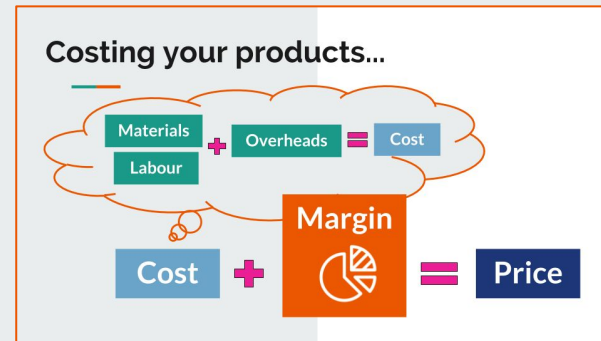 Costing your products...
Materials
Labour
Overheads
Cost
Cost
Margin
Price